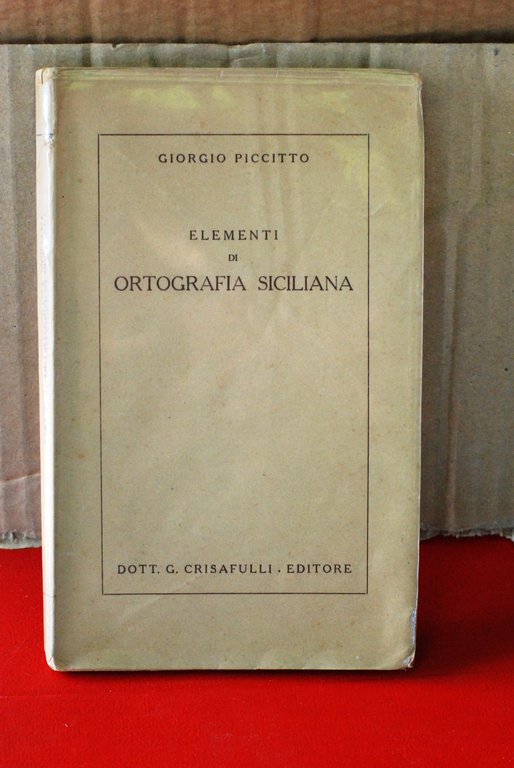 GIORGIO PICCITTO
ELEMENTI
DI
ORTOGRAFIA SICILIANA
DOTT. G. CRISAFULLI - EDITORE